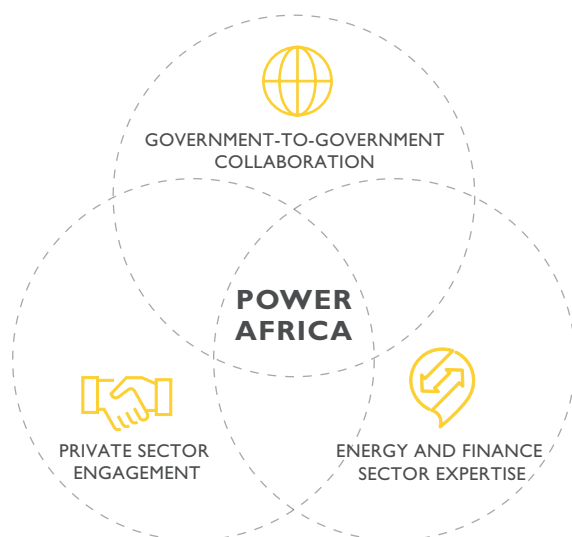 GOVERNMENT-TO-GOVERNMENT
COLLABORATION
POWER
AFRICA
PRIVATE SECTOR
ENGAGEMENT
ENERGY AND FINANCE
SECTOR EXPERTISE